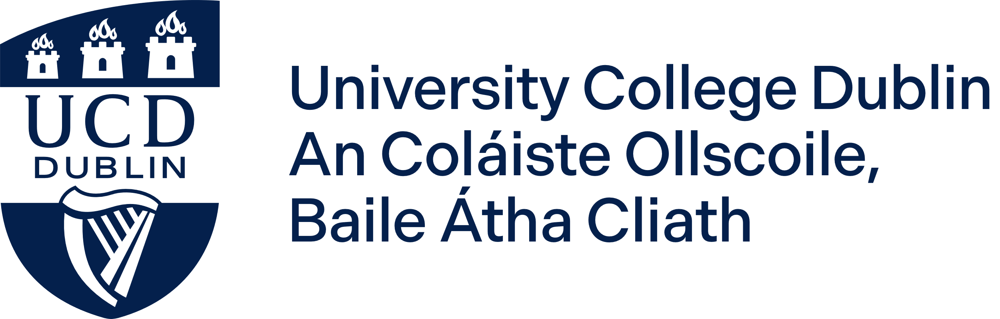 UCD
DUBLIN
University College Dublin
An Coláiste Ollscoile,
Baile Átha Cliath